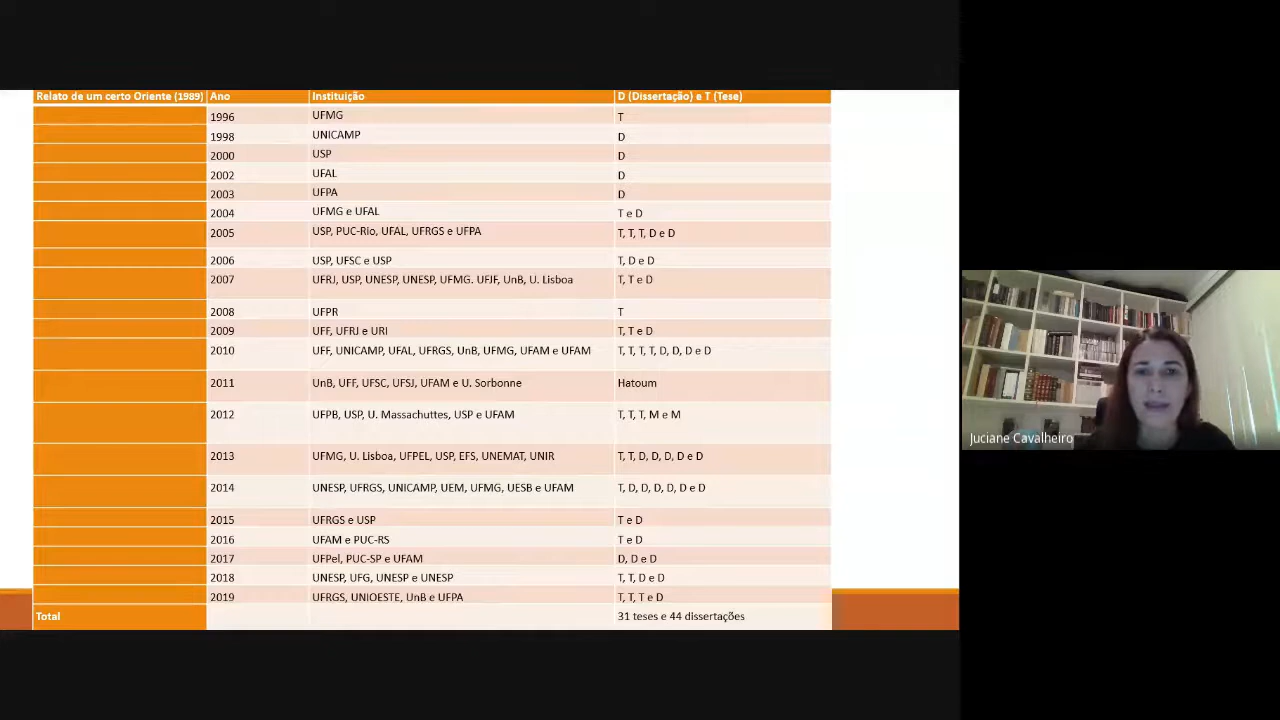 Relato de um certo Oriente (1989) Ano Instituição D (Dissertação) e T (Tese)
1996 UFMG T
1998 UNICAMP D
2000 USP D
2002 UFAL D
2003 UFPA D
2004 UFMG e UFAL T e D
2005 USP, PUC-Rio, UFAL, UFRGS e UFPA T, T, T, D e D
2006 USP, UFSC e USP T, D e D
2007 UFRJ, USP, UNESP, UNESP, UFMG. UFJF, UnB, U. Lisboa T, T e D
2008 UFPR T
2009 UFF, UFRJ e URI T, T e D
2010 UFF, UNICAMP, UFAL, UFRGS, UnB, UFMG, UFAM e UFAM T, T, T, T, D, D, D e D
2011 UnB, UFF, UFSC, UFSJ, UFAM e U. Sorbonne Hatoum
2012 UFPB, USP, U. Massachuttes, USP e UFAM T, T, T, M e M
2013 UFMG, U. Lisboa, UFPEL, USP, EFS, UNEMAT, UNIR T, T, D, D, D, D e D
2014 UNESP, UFRGS, UNICAMP, UEM, UFMG, UESB e UFAM T, D, D, D, D, D e D
2015 UFRGS e USP T e D
2016 UFAM e PUC-RS T e D
2017 UFPel, PUC-SP e UFAM D, D e D
2018 UNESP, UFG, UNESP e UNESP T, T, D e D
2019 UFRGS, UNIOESTE, UnB e UFPA T, T, T e D
Total 31 teses e 44 dissertações
Juciane Cavalheiro